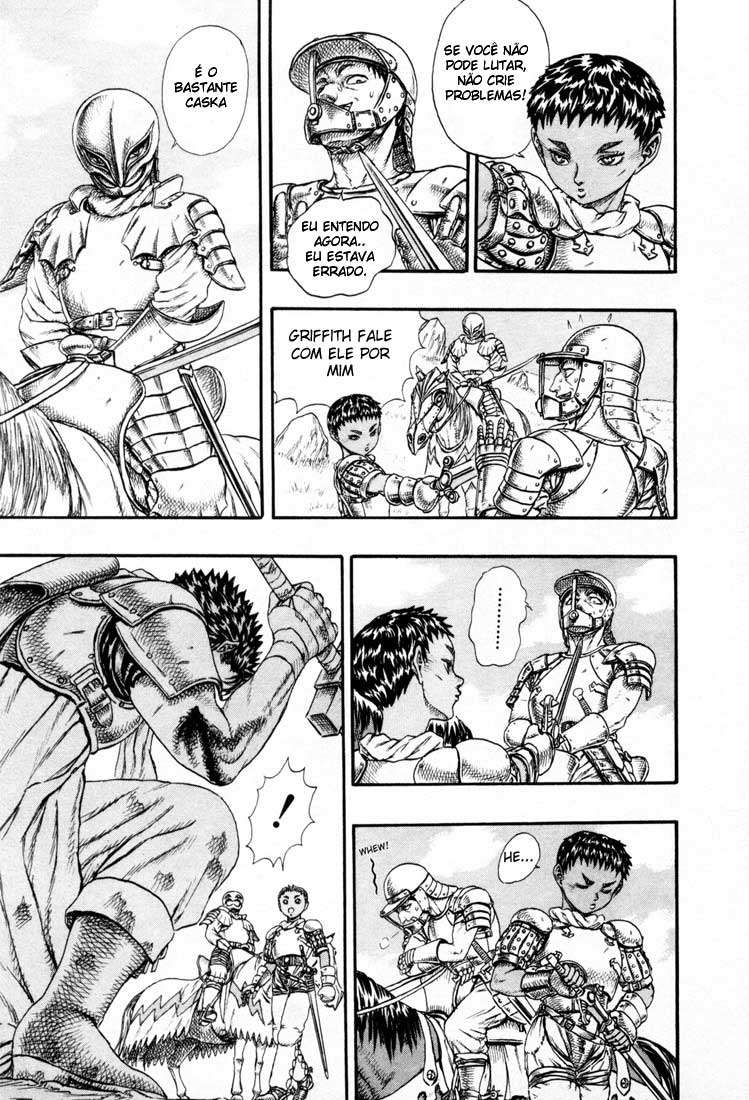 SE VOCÊ NÃO
PODE LUTAR,
NÃO CRIE
PROBLEMAS!
EU ENTENDO
AGORA..
EU ESTAVA
ERRADO.
É O
BASTANTE
CASKA
GRIFFITH FALE
COM ELE POR
MIM
.........
WHEW!
HE...
!